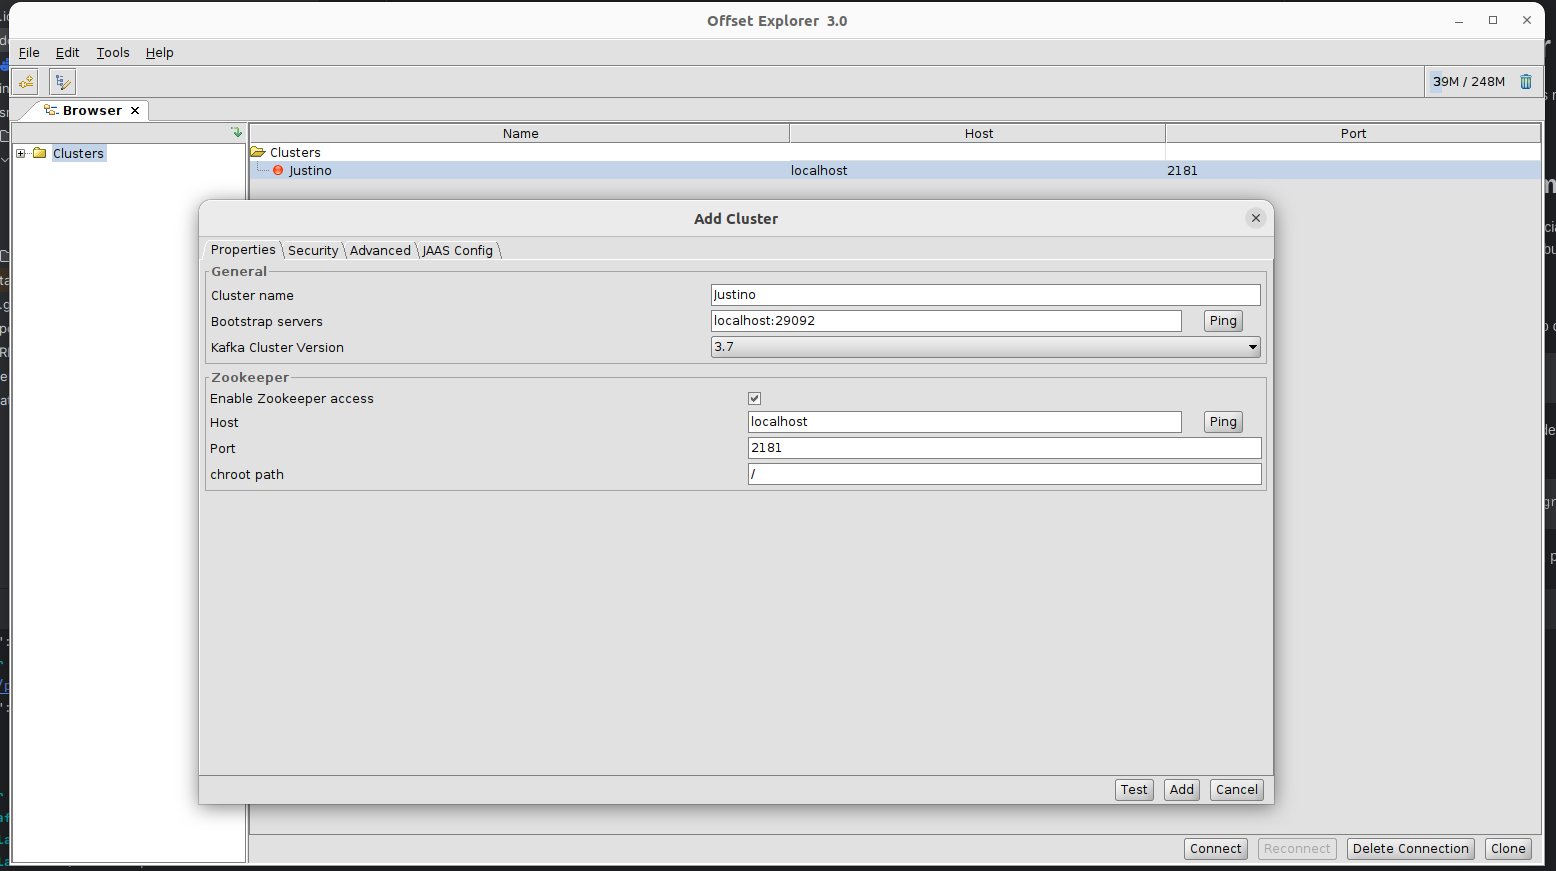 Offset Explorer 3.0
File Edit Tools Help
39M / 248M
Browser
Clusters
Name Host Port
Clusters
Justino localhost 2181
Add Cluster
Properties Security Advanced JAAS Config
General
Cluster name Justino
Bootstrap servers localhost:29092 Ping
Kafka Cluster Version 3.7
Zookeeper
Enable Zookeeper access
Host localhost Ping
Port 2181
chroot path /
Test Add Cancel
Connect Reconnect Delete Connection Clone